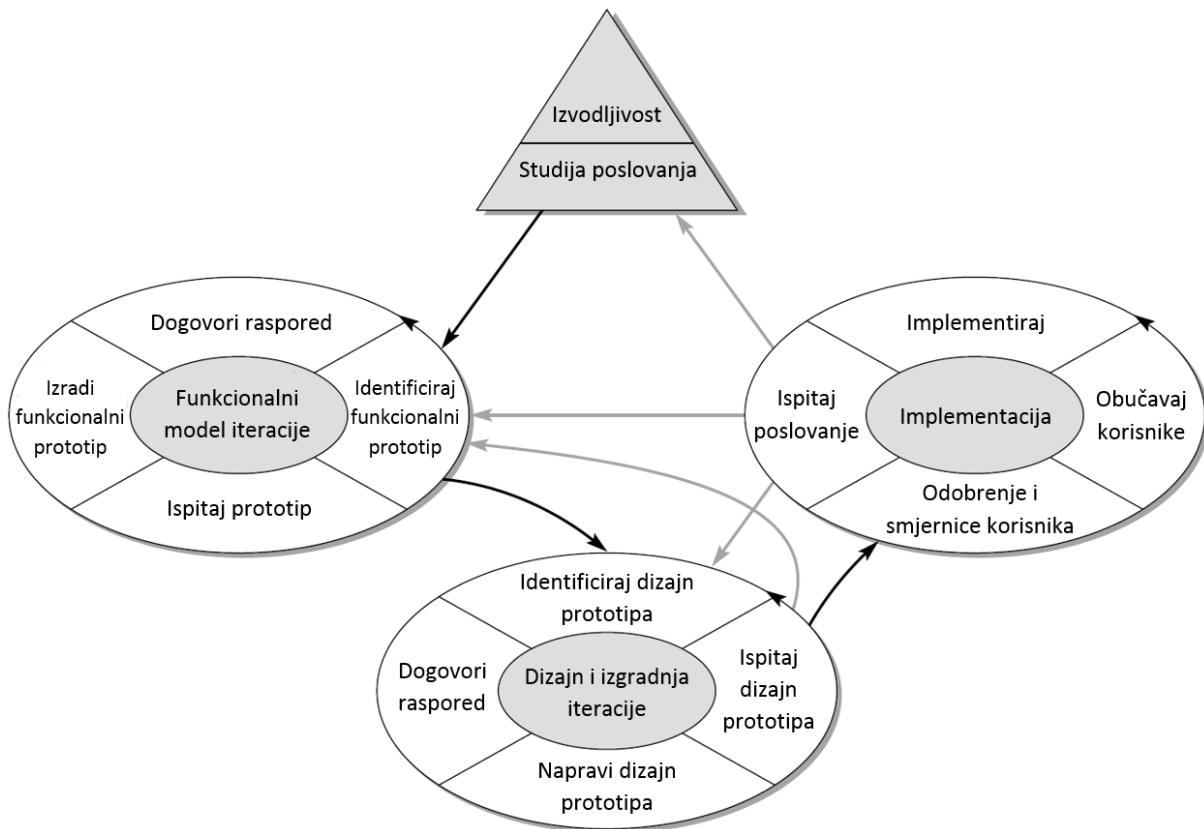 Izvodljivost
Studija poslovanja
Dogovori raspored
Izradi
funkcionalni
prototip
Funkcionalni
model iteracije
Identificiraj
funkcionalni
prototip
Ispitaj prototip
Implementiraj
Ispitaj
poslovanje
Implementacija
Obučavaj
korisnike
Odobrenje i
smjernice korisnika
Identificiraj dizajn
prototipa
Dogovori
raspored
Dizajn i izgradnja
iteracije
Ispitaj
dizajn
prototipa
Napravi dizajn
prototipa